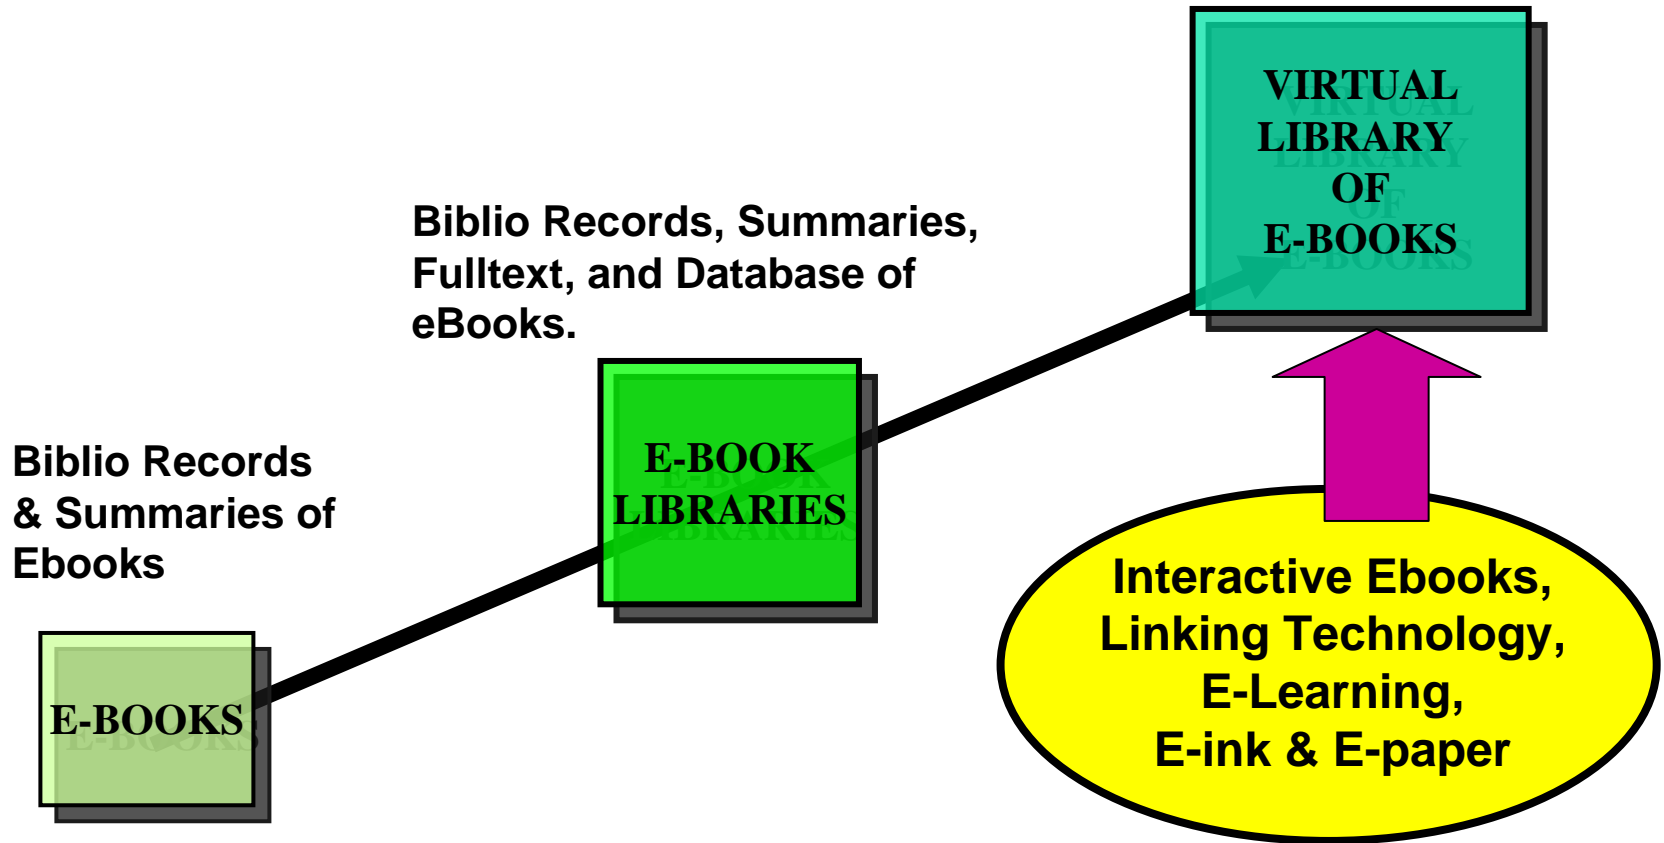 VIRTUAL
LIBRARY
OF
E-BOOKS
Biblio Records, Summaries,
Fulltext, and Database of
eBooks.
E-BOOK
LIBRARIES
Biblio Records
& Summaries of
Ebooks
E-BOOKS
Interactive Ebooks,
Linking Technology,
E-Learning,
E-ink & E-paper